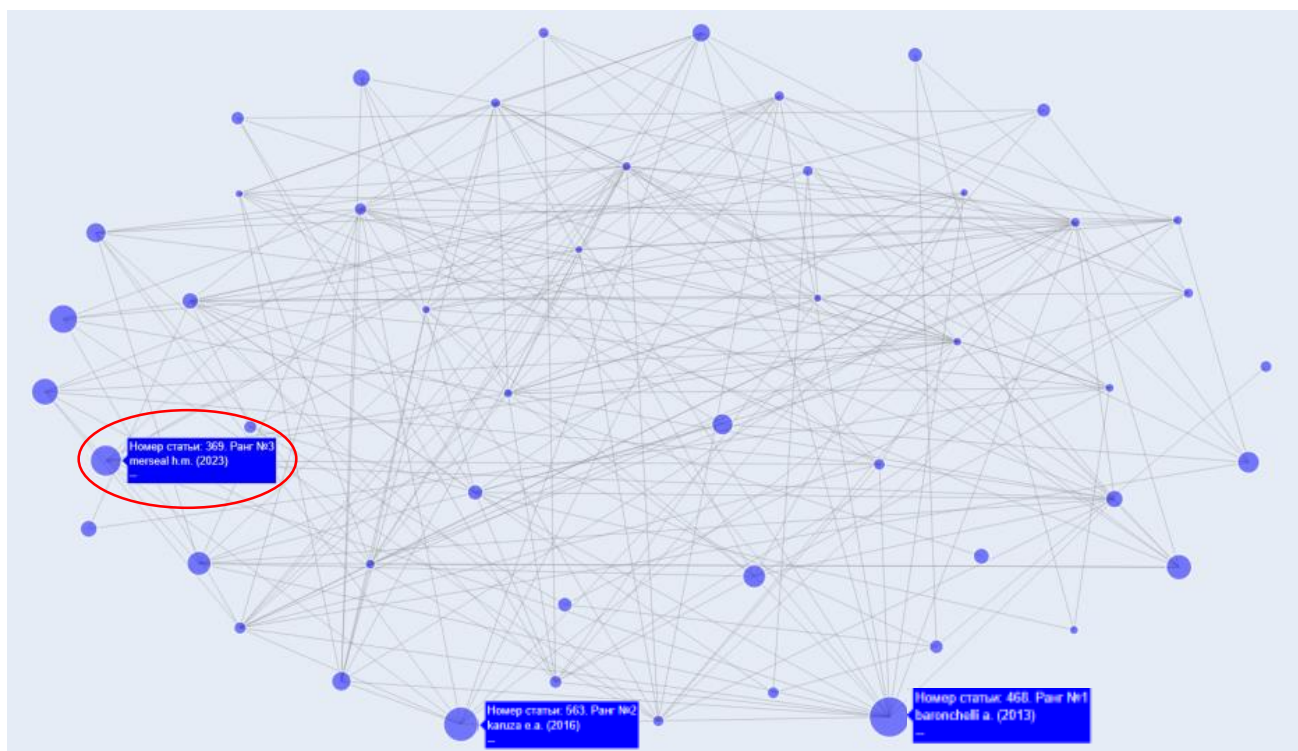 Номер статьи: 369. Ранг №3
merseal h.m. (2023)
...
Номер статьи: 563. Ранг №2
karuza e.a. (2016)
...
Номер статьи: 468. Ранг №1
baronchelli a. (2013)
...